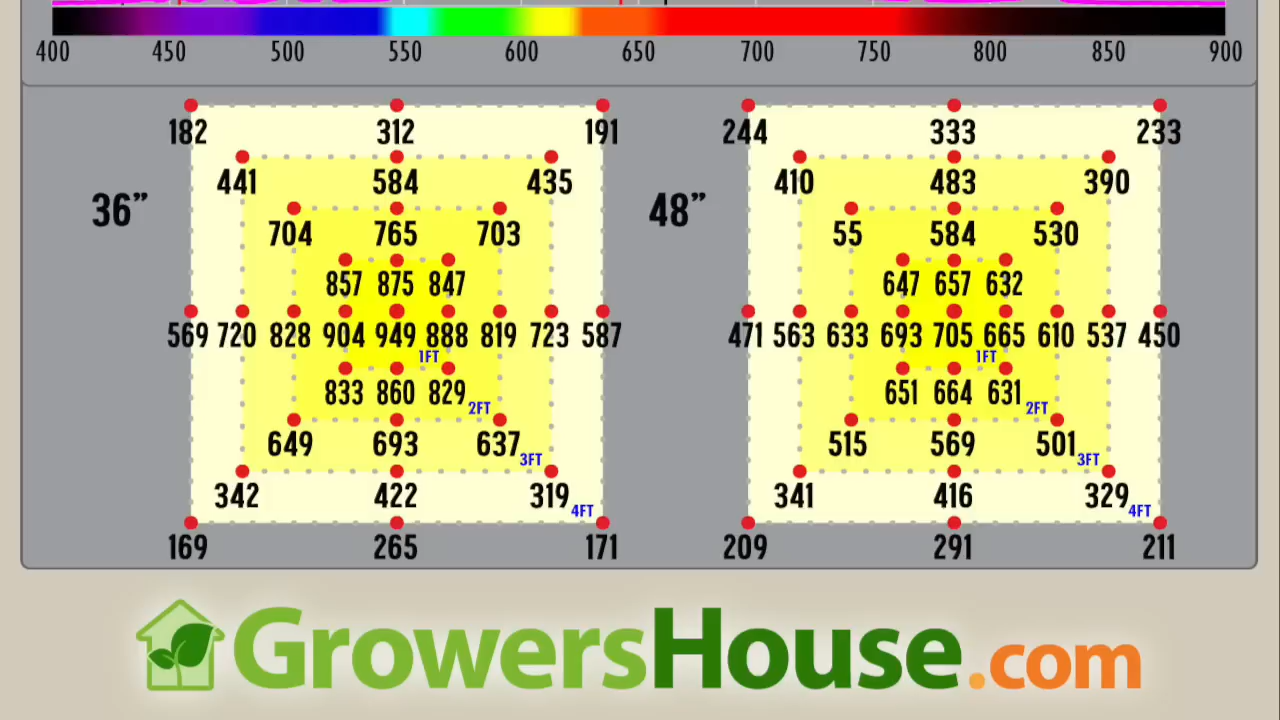 400 450 500 550 600 650 700 750 800 850 900
36”
182 312 191
441 584 435
704 765 703
857 875 847
569 720 828 904 949 888 819 723 587
1FT
833 860 829
2FT
649 693 637
3FT
342 422 319
4FT
169 265 171
48”
244 333 233
410 483 390
55 584 530
647 657 632
471 563 633 693 705 665 610 537 450
1FT
651 664 631
2FT
515 569 501
3FT
341 416 329
4FT
209 291 211
GrowersHouse.com